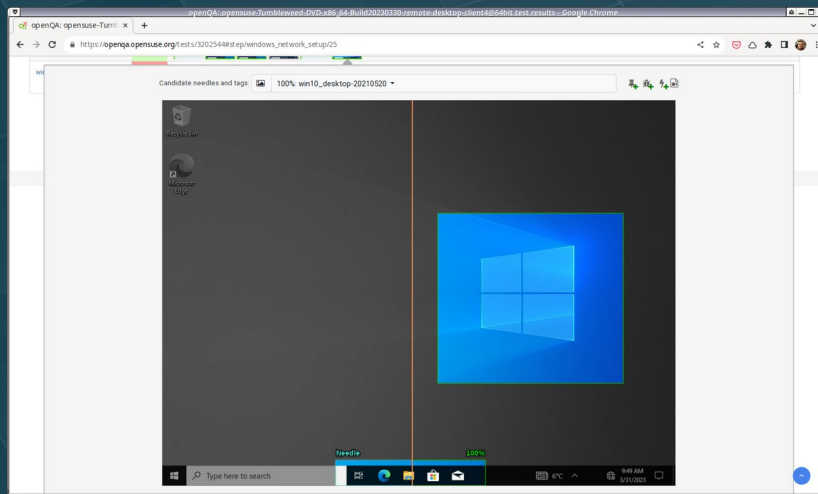 openQA: opensuse-Tumbleweed-DVD-x86_64-Build20230330-remote-desktop-client4@64bit test results - Google Chrome
openQA: opensuse-Tumb
https://openqa.opensuse.org/tests/3202544#step/windows_network_setup/25
win
Candidate needles and tags:
100%: win10_desktop-20210520
Recycle Bin
Microsoft
Edge
Needle
100%
Type here to search
6°C
9:49 AM
3/31/2023